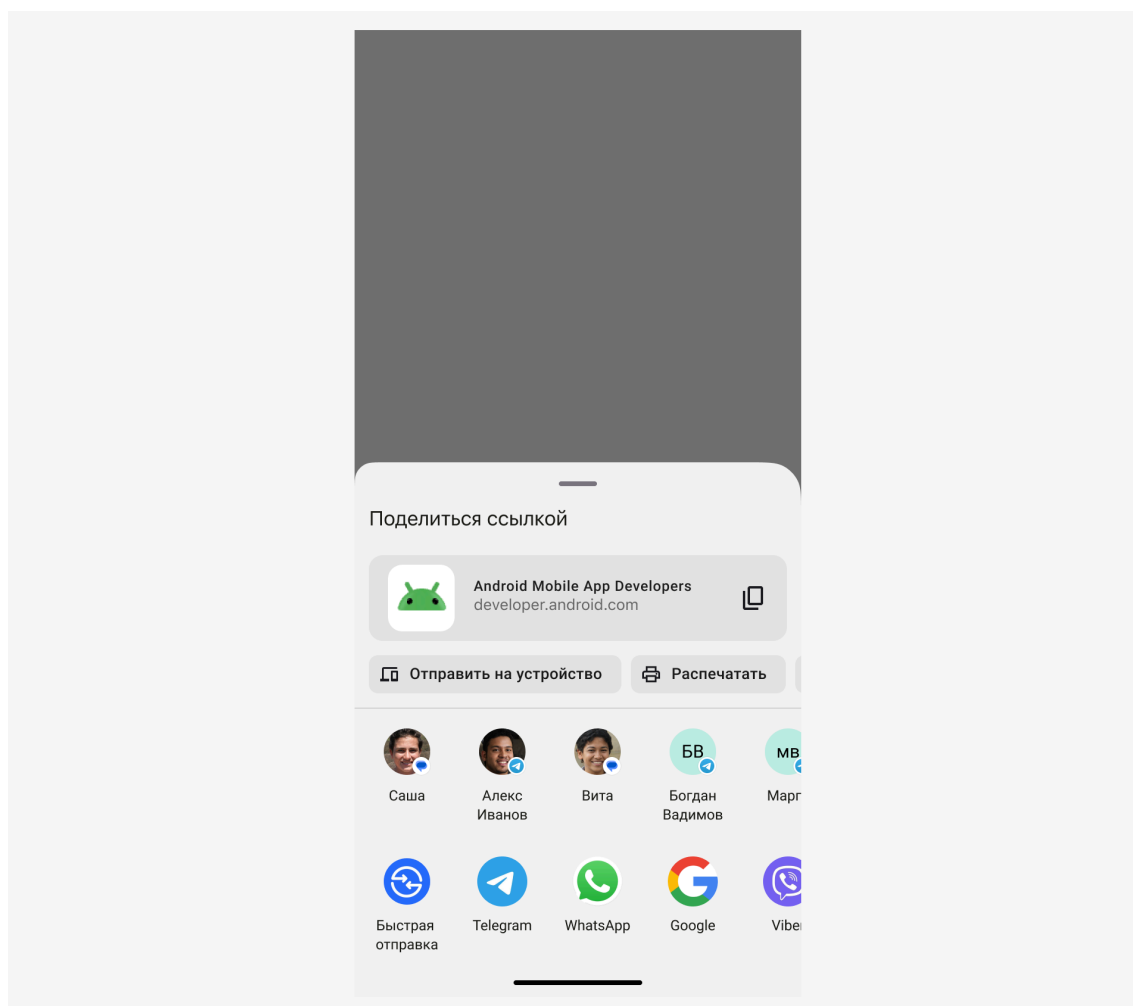 Поделиться ссылкой
Android Mobile App Developers
developer.android.com
Отправить на устройство
Распечатать
БВ
МВ
Саша
Алекс
Иванов
Вита
Богдан
Вадимов
Быстрая
отправка
Telegram
WhatsApp
Google